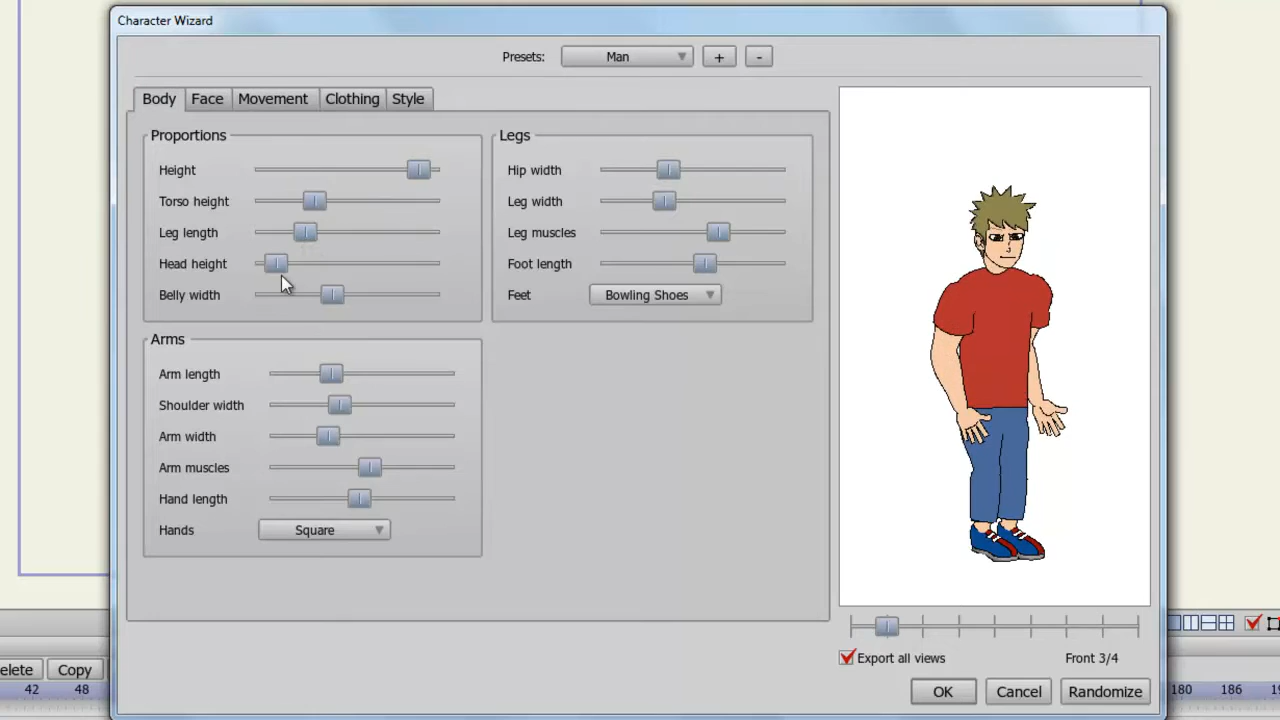 Character Wizard
Presets: Man + -
Body Face Movement Clothing Style
Proportions
Height
Torso height
Leg length
Head height
Belly width
Legs
Hip width
Leg width
Leg muscles
Foot length
Feet Bowling Shoes
Arms
Arm length
Shoulder width
Arm width
Arm muscles
Hand length
Hands Square
Export all views Front 3/4
OK Cancel Randomize
elete Copy
42 48 180 186